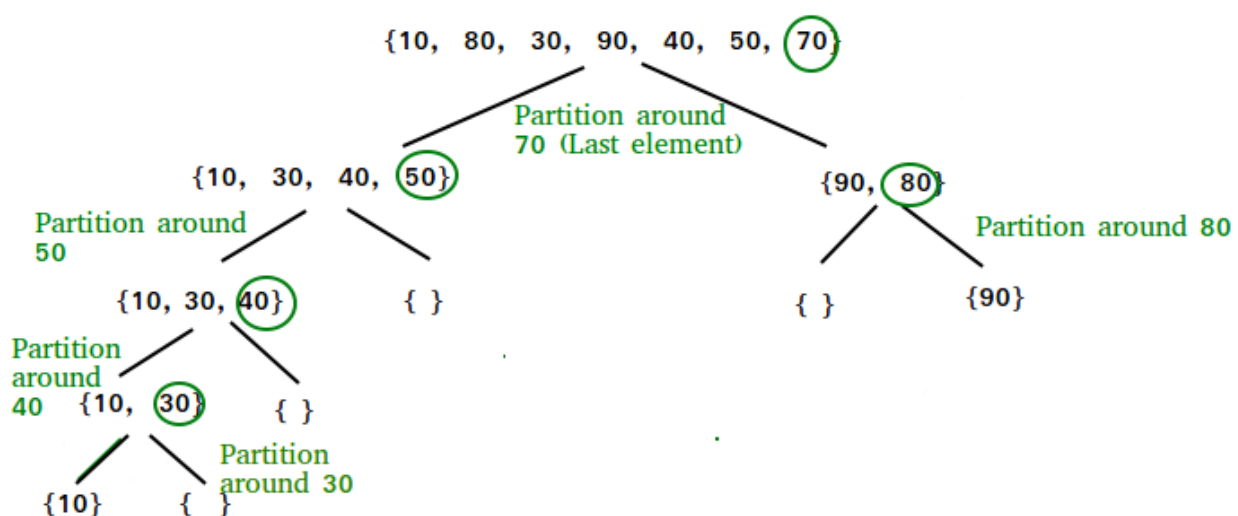 {10, 80, 30, 90, 40, 50, 70}
Partition around
70 (Last element)
{10, 30, 40, 50}
{90, 80}
Partition around
50
Partition around 80
{10, 30, 40}
{ }
{ }
{90}
Partition
around
40
{10, 30}
{ }
Partition
around 30
{10}
{ }